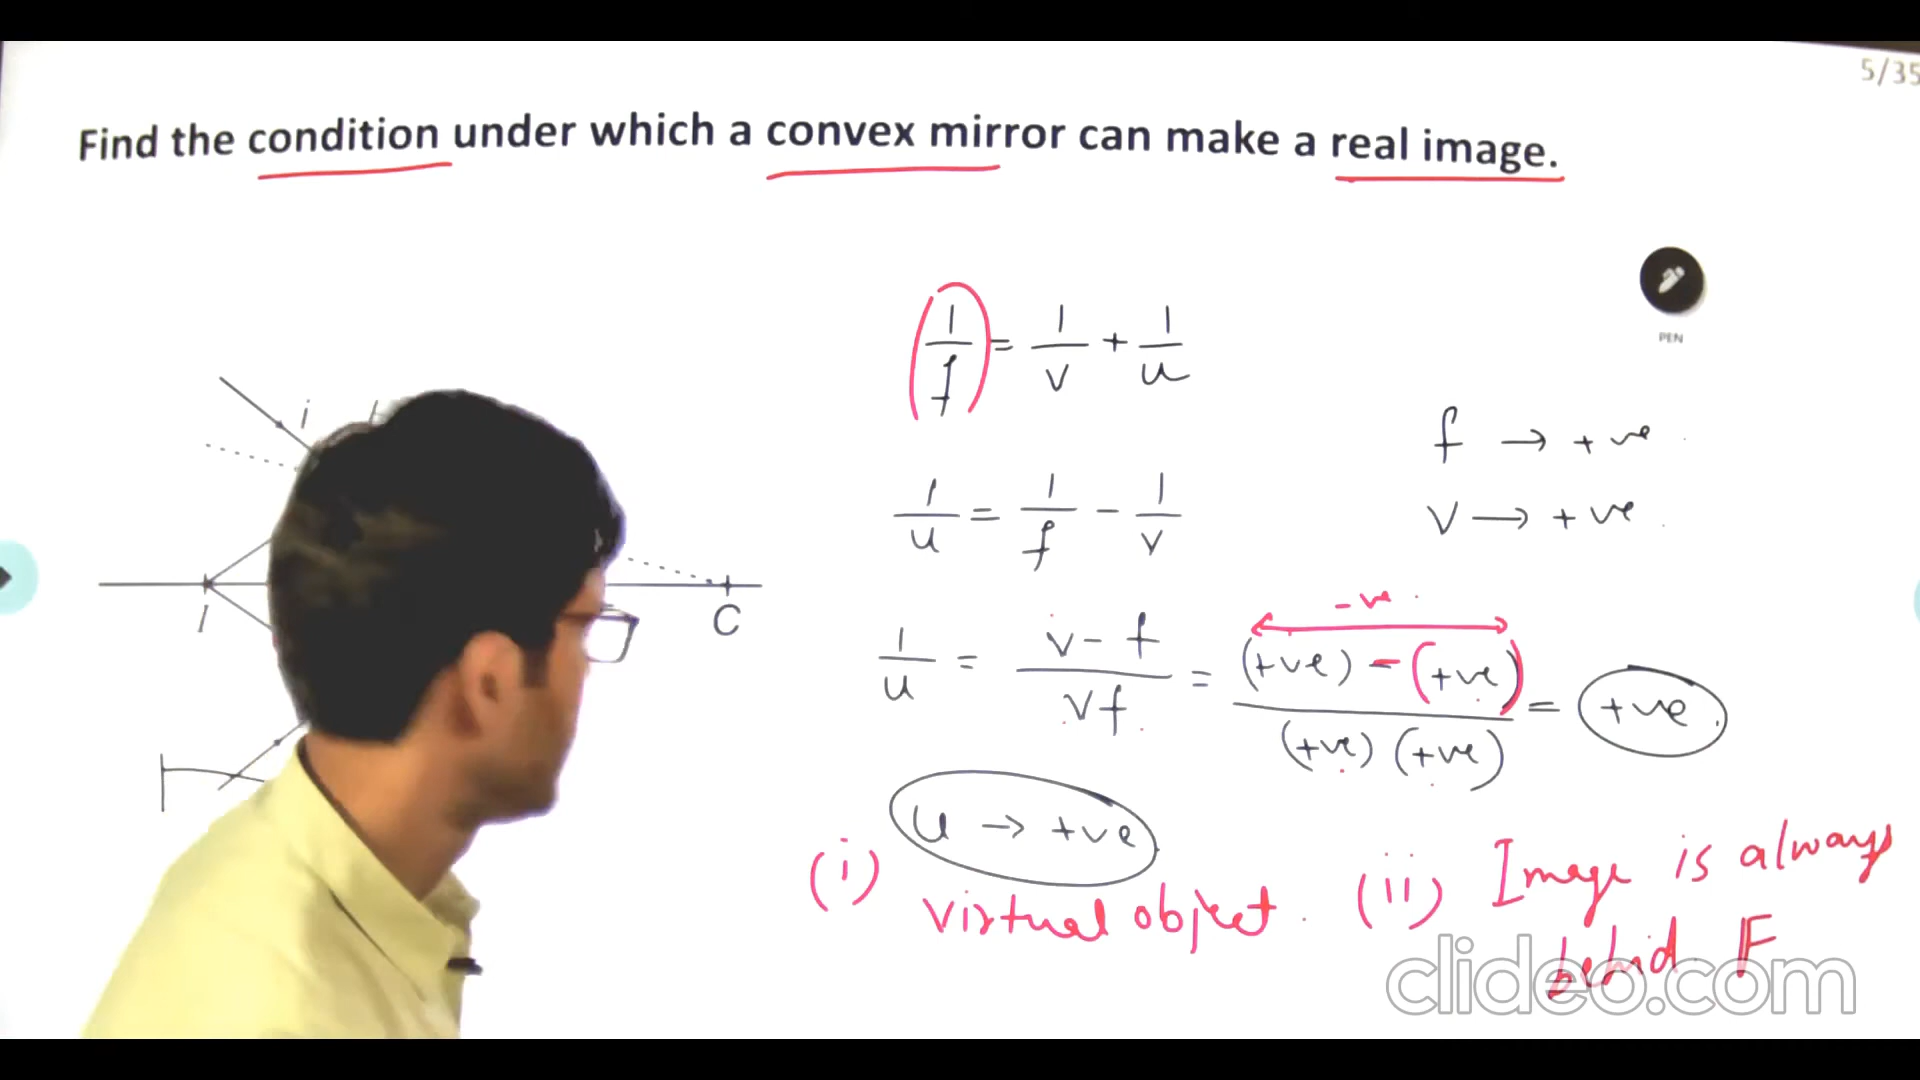 5/35
Find the condition under which a convex mirror can make a real image.
PEN
1/f = 1/v + 1/u
f → +ve
i
1/u = 1/f - 1/v
v → +ve
-ve
1/u = (v - f)/(vf) = ((+ve) - (+ve))/((+ve) (+ve)) = +ve
I
C
u → +ve
(i) virtual object. (ii) Image is always
behid F
clideo.com